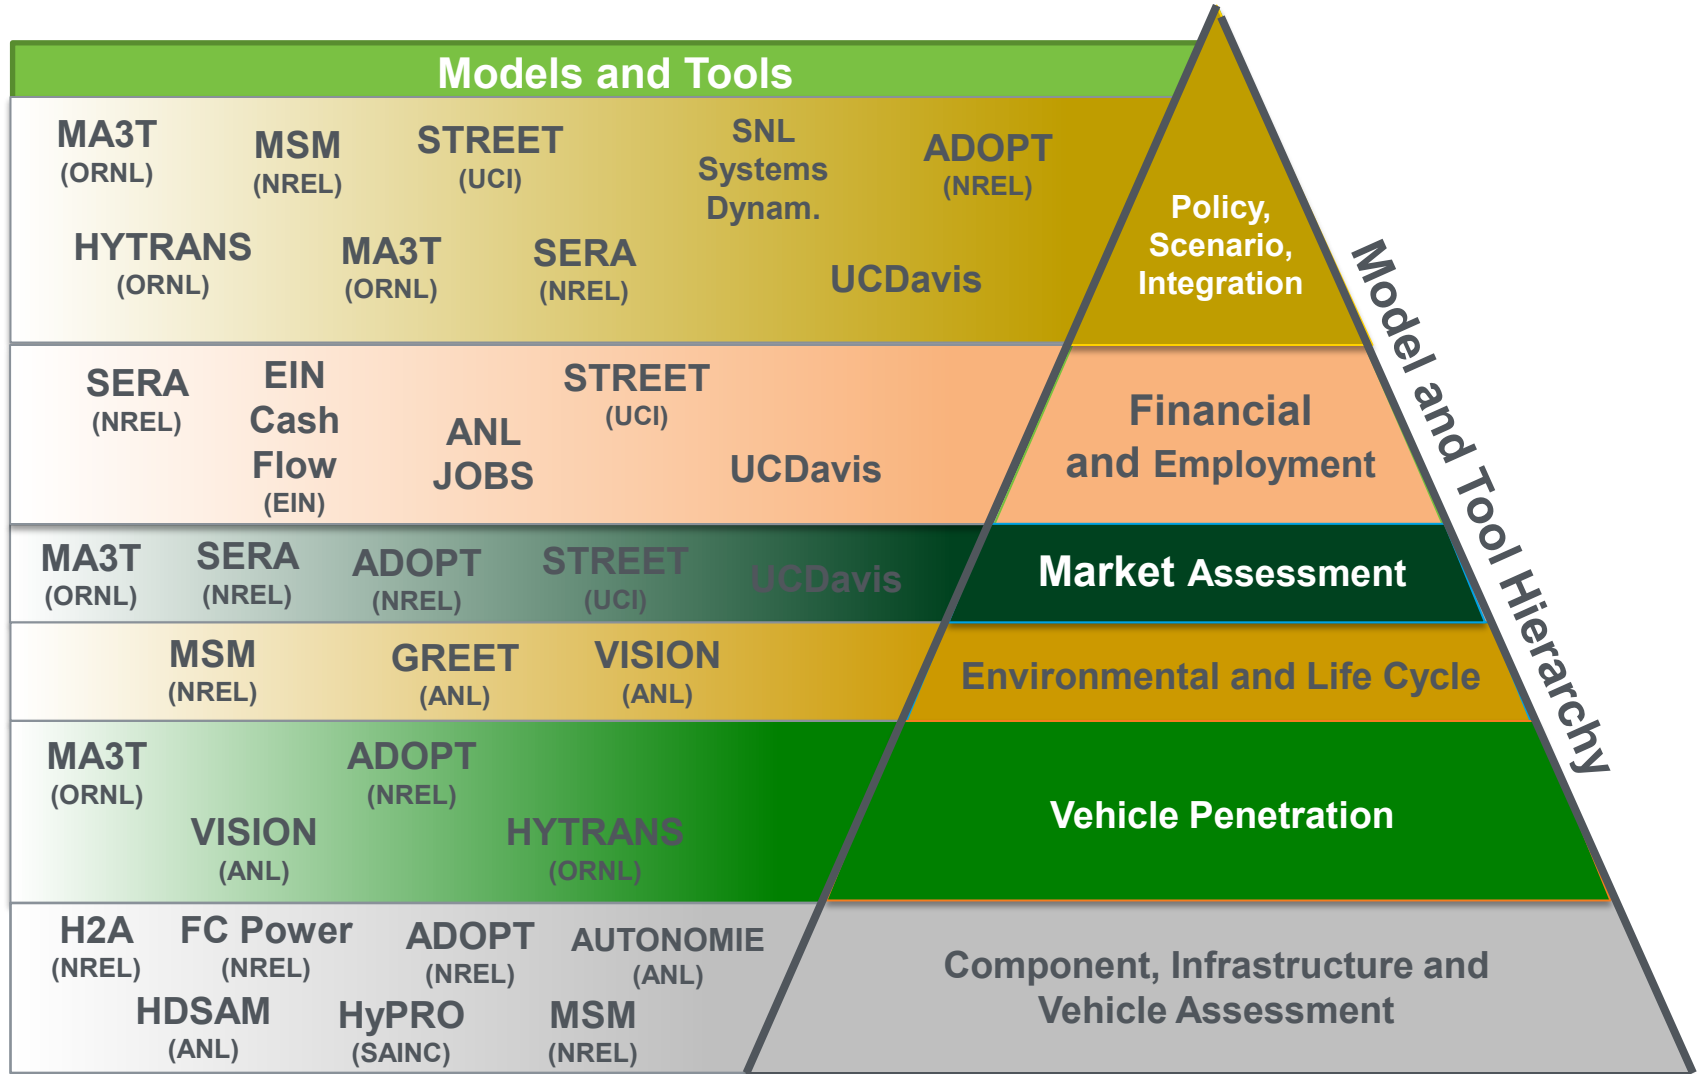 Models and Tools
MA3T
(ORNL)
MSM
(NREL)
STREET
(UCI)
SNL
Systems
Dynam.
ADOPT
(NREL)
HYTRANS
(ORNL)
MA3T
(ORNL)
SERA
(NREL)
UCDavis
Policy,
Scenario,
Integration
SERA
(NREL)
EIN
Cash
Flow
(EIN)
ANL
JOBS
STREET
(UCI)
UCDavis
Financial
and Employment
MA3T
(ORNL)
SERA
(NREL)
ADOPT
(NREL)
STREET
(UCI)
UCDavis
Market Assessment
MSM
(NREL)
GREET
(ANL)
VISION
(ANL)
Environmental and Life Cycle
MA3T
(ORNL)
ADOPT
(NREL)
VISION
(ANL)
HYTRANS
(ORNL)
Vehicle Penetration
H2A
(NREL)
FC Power
(NREL)
ADOPT
(NREL)
AUTONOMIE
(ANL)
HDSAM
(ANL)
HyPRO
(SAINC)
MSM
(NREL)
Component, Infrastructure and
Vehicle Assessment
Model and Tool Hierarchy